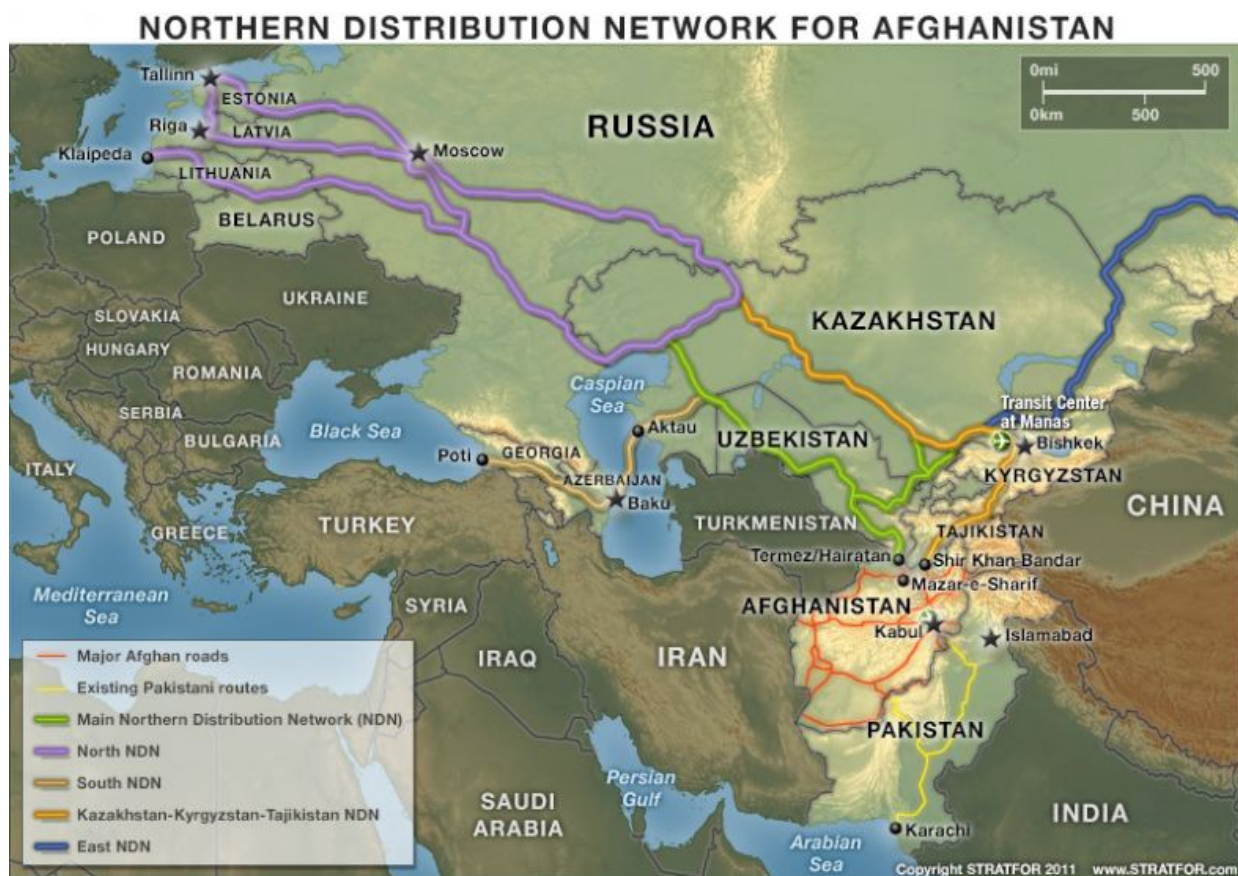 NORTHERN DISTRIBUTION NETWORK FOR AFGHANISTAN
0mi 500
0km 500
Tallinn
ESTONIA
Riga
LATVIA
Klaipeda
LITHUANIA
Moscow
RUSSIA
BELARUS
POLAND
UKRAINE
SLOVAKIA
HUNGARY
ROMANIA
SERBIA
BULGARIA
ITALY
GREECE
Black Sea
Caspian
Sea
KAZAKHSTAN
Transit Center
at Manas
Bishkek
KYRGYZSTAN
UZBEKISTAN
Aktau
Poti
GEORGIA
AZERBAIJAN
Baku
TURKEY
TURKMENISTAN
TAJIKISTAN
CHINA
Termez/Hairatan
Shir Khan-Bandar
Mazar-e-Sharif
AFGHANISTAN
Kabul
Islamabad
Mediterranean
Sea
SYRIA
IRAQ
IRAN
PAKISTAN
Persian
Gulf
SAUDI
ARABIA
INDIA
Karachi
Arabian
Sea
Major Afghan roads
Existing Pakistani routes
Main Northern Distribution Network (NDN)
North NDN
South NDN
Kazakhstan-Kyrgyzstan-Tajikistan NDN
East NDN
Copyright STRATFOR 2011 www.STRATFOR.com